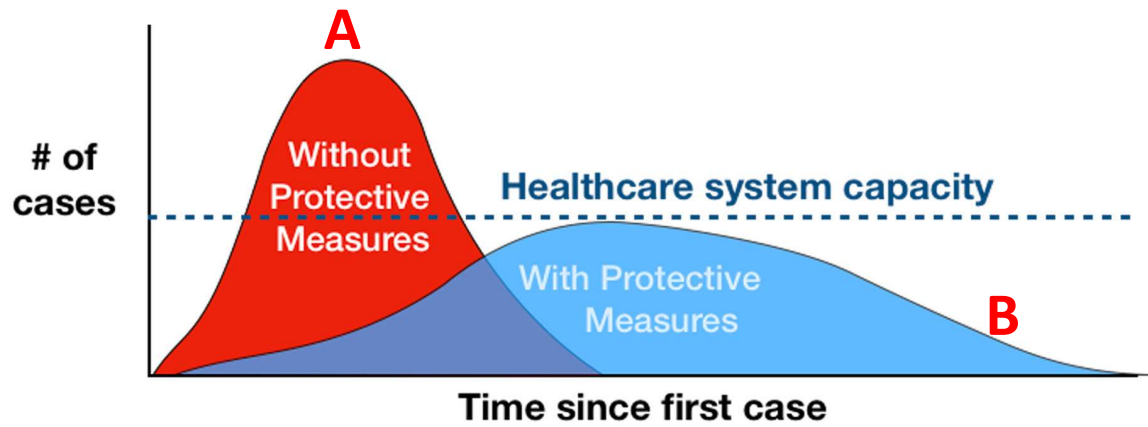 A
# of
cases
Without
Protective
Measures
Healthcare system capacity
With Protective
Measures
B
Time since first case